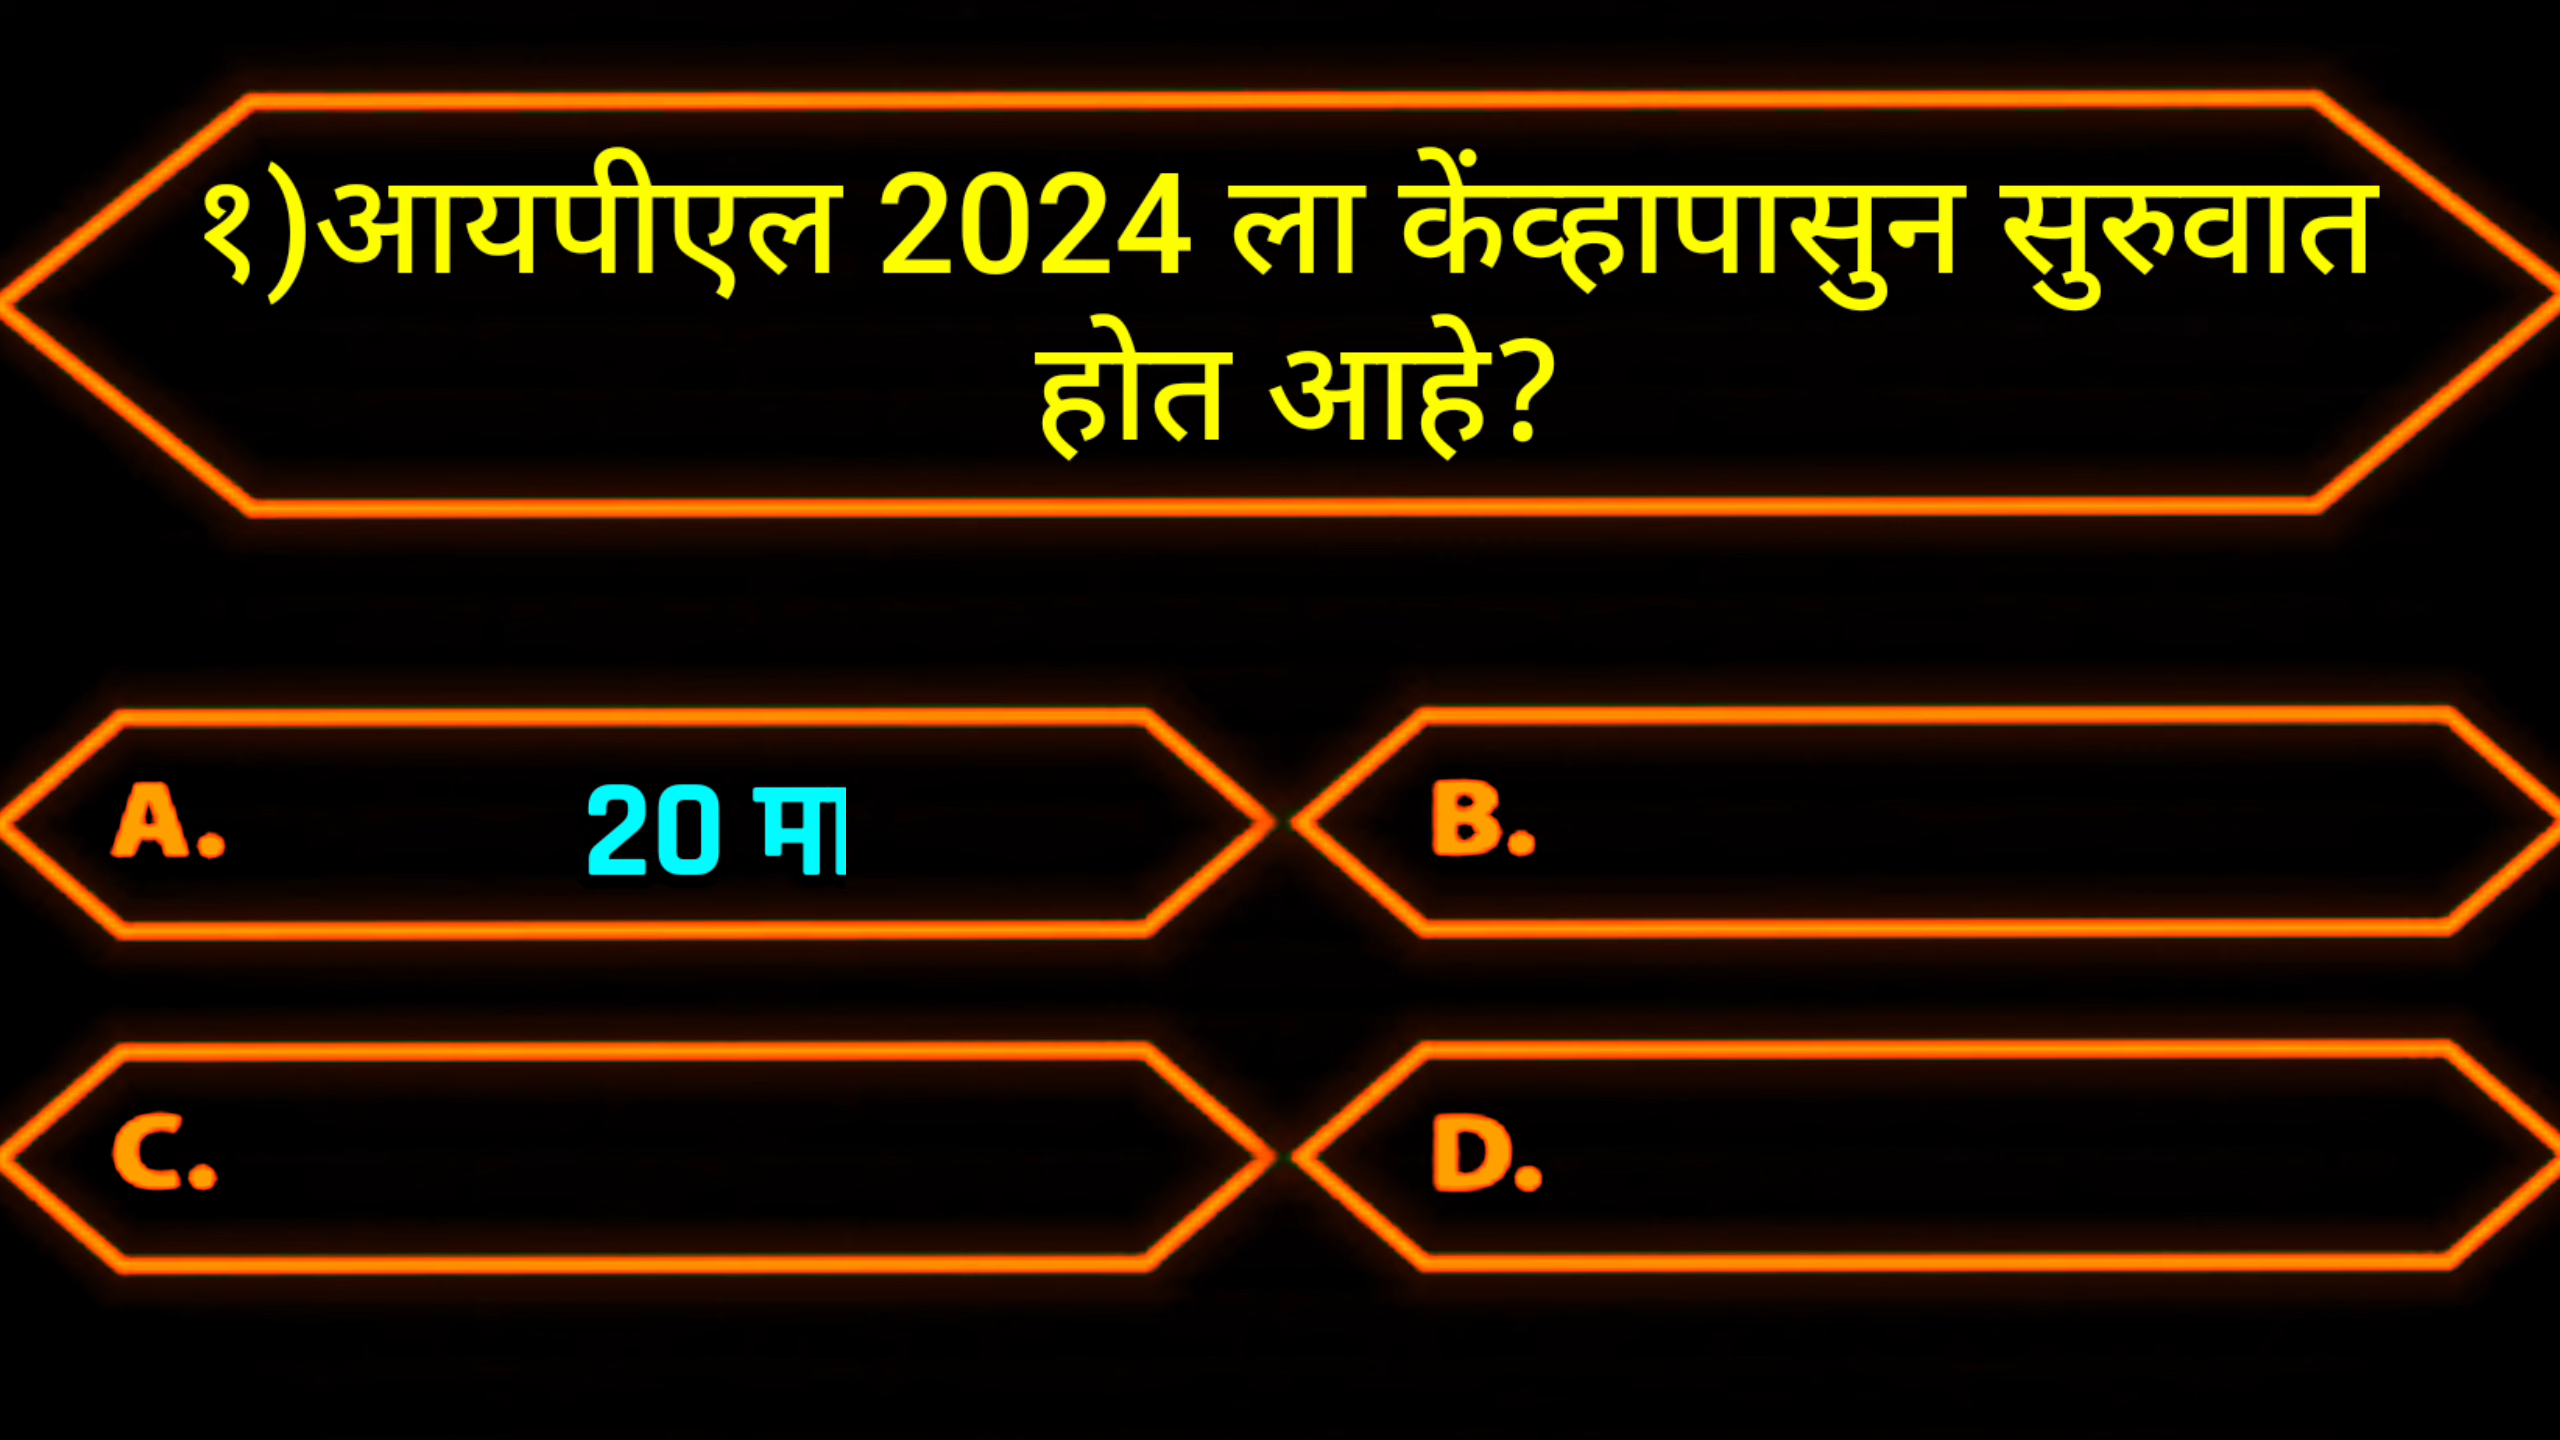 १)आयपीएल 2024 ला केंव्हापासुन सुरुवात
होत आहे?
A. 20 मा
B.
C.
D.